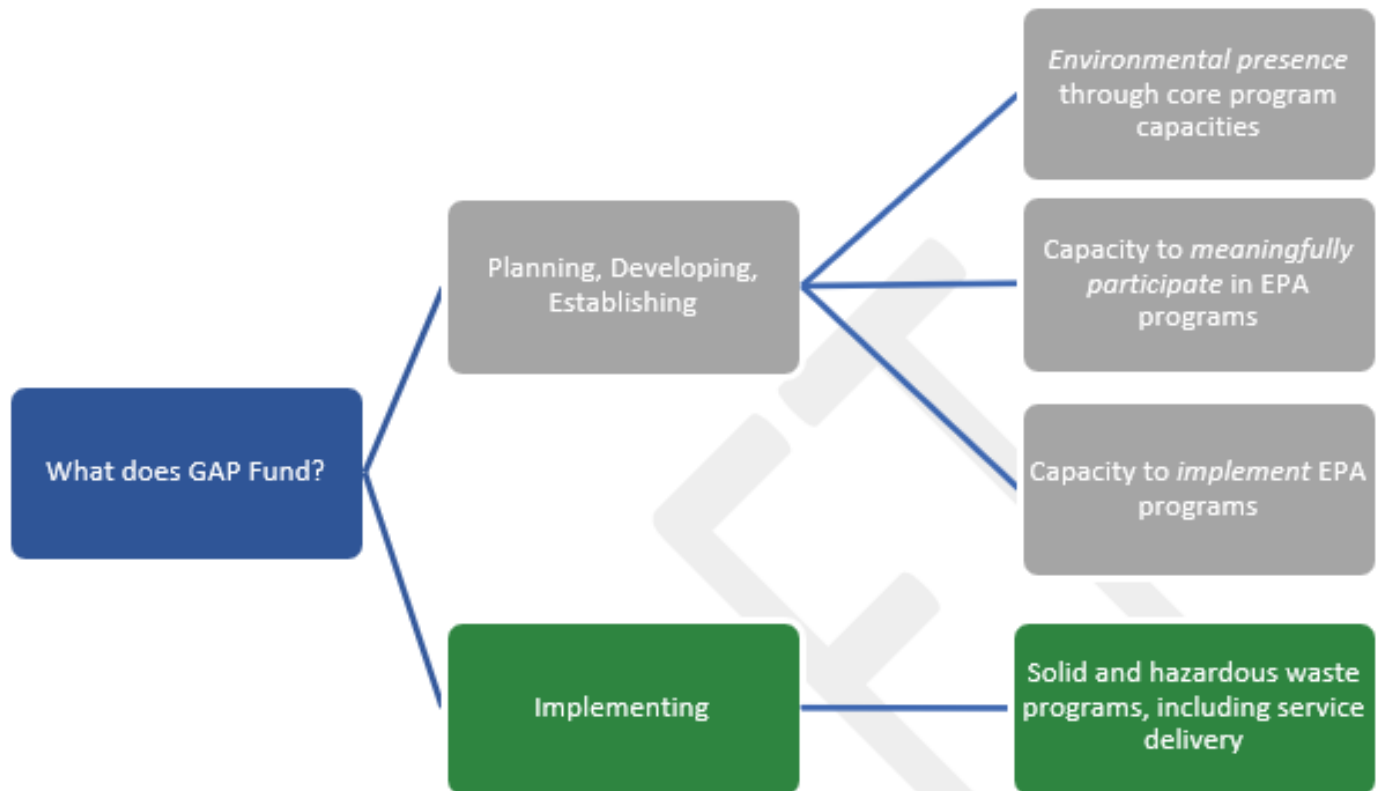 Environmental presence
through core program
capacities
Planning, Developing,
Establishing
Capacity to meaningfully
participate in EPA
programs
What does GAP Fund?
Capacity to implement EPA
programs
Implementing
Solid and hazardous waste
programs, including service
delivery